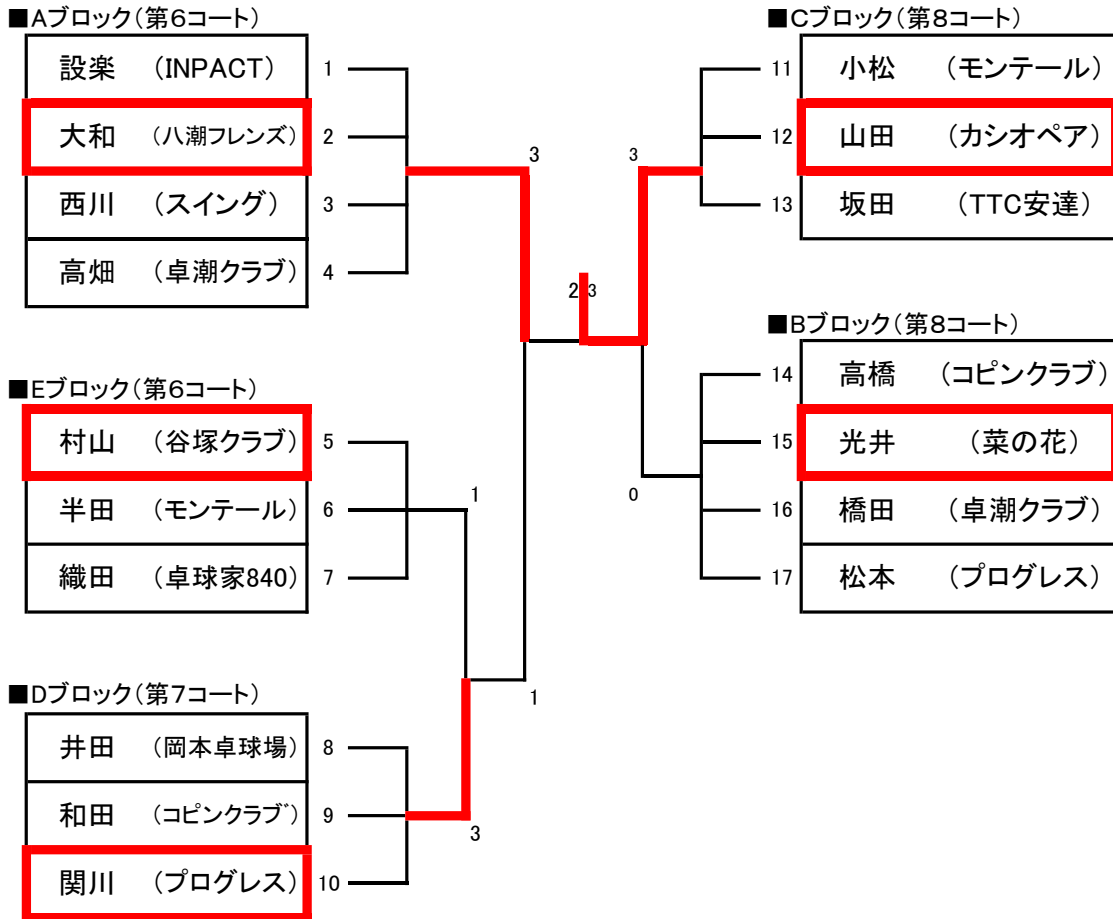 ■Aブロック(第6コート)
設楽 (INPACT) 1
大和 (八潮フレンズ) 2
西川 (スイング) 3
高畑 (卓潮クラブ) 4
■Eブロック(第6コート)
村山 (谷塚クラブ) 5
半田 (モンテール) 6
織田 (卓球家840) 7
■Dブロック(第7コート)
井田 (岡本卓球場) 8
和田 (コピンクラブ) 9
関川 (プログレス) 10
3
1
3
1
2 3
3
0
■Cブロック(第8コート)
11 小松 (モンテール)
12 山田 (カシオペア)
13 坂田 (TTC安達)
■Bブロック(第8コート)
14 高橋 (コピンクラブ)
15 光井 (菜の花)
16 橋田 (卓潮クラブ)
17 松本 (プログレス)